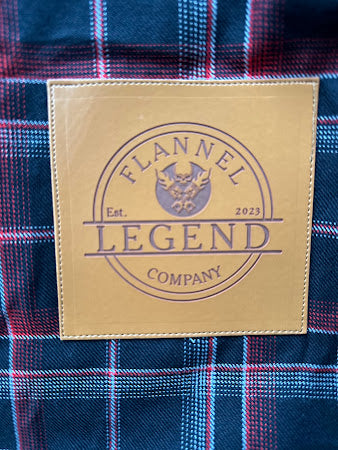 FLANNEL
Est. 2023
LEGEND
COMPANY